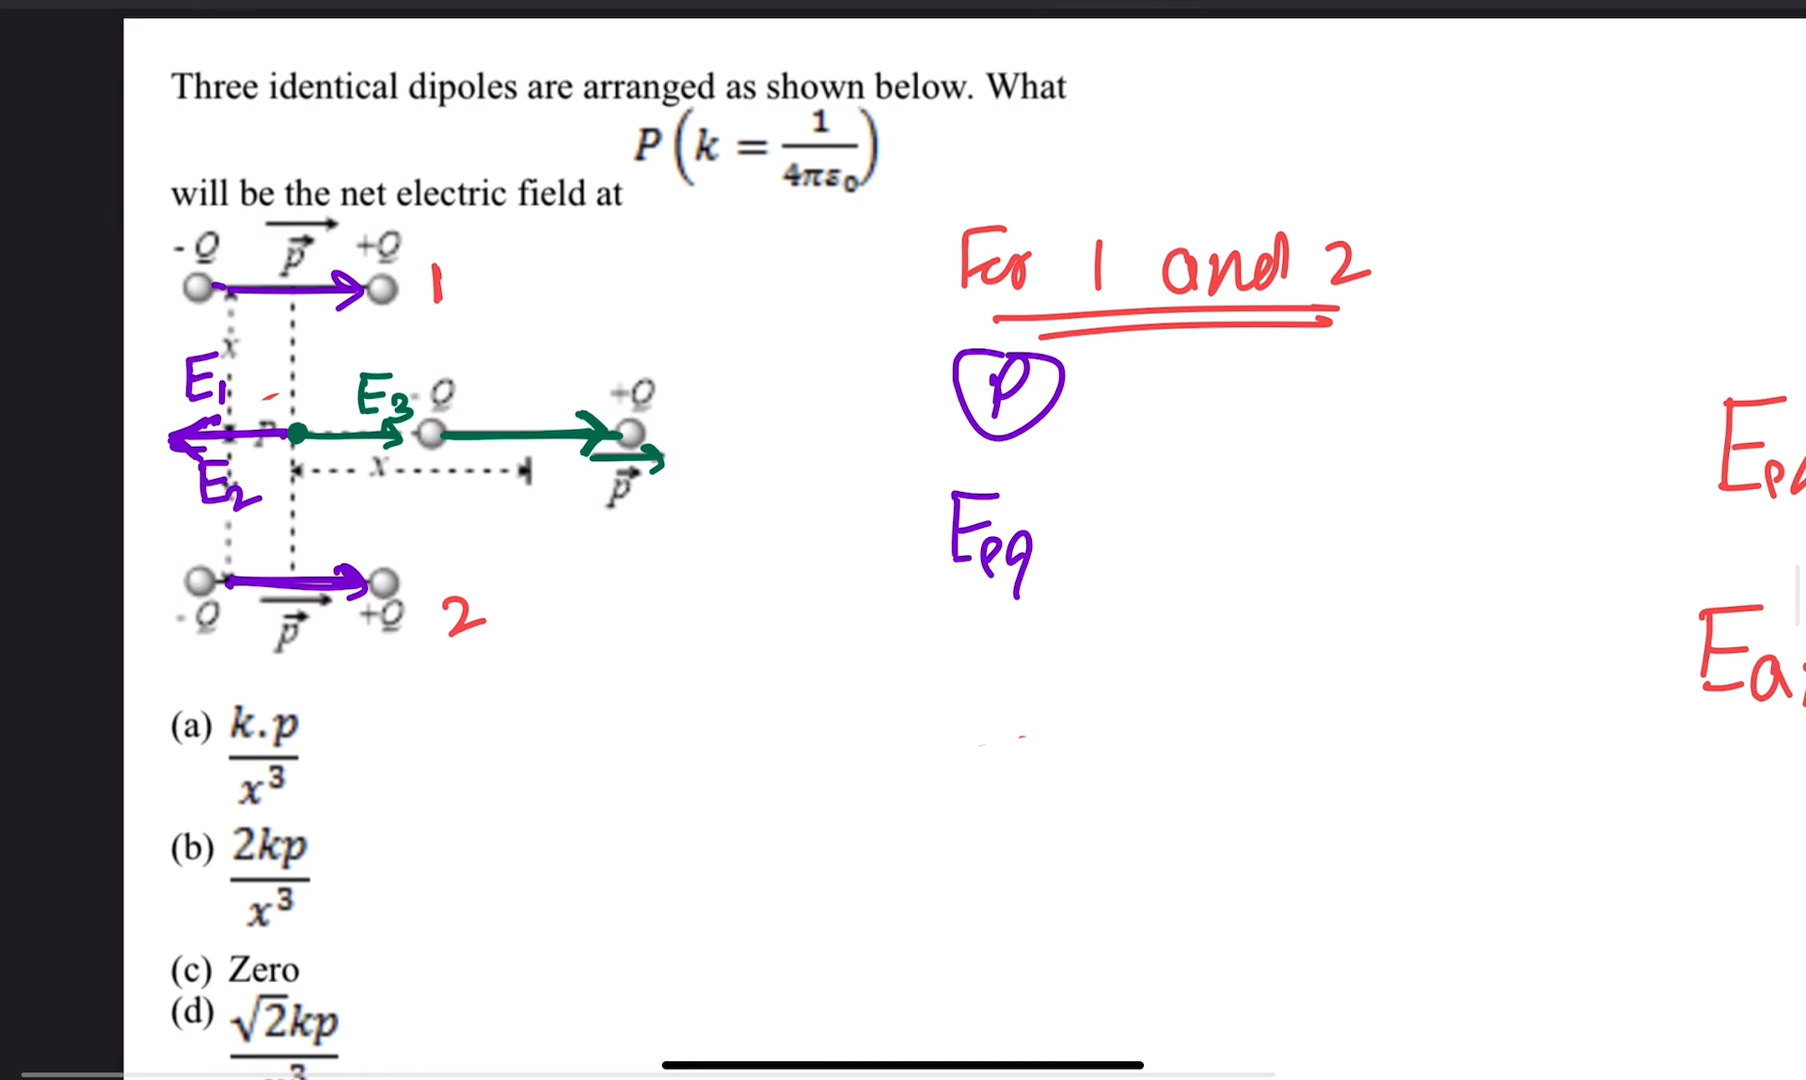 Three identical dipoles are arranged as shown below. What
will be the net electric field at P(k = 1/4πε₀)
-Q p⃗ +Q 1
For 1 and 2
x
P
E₁ E₃ -Q +Q
P
E₂ x p⃗
Eeq
-Q p⃗ +Q 2
(a) k.p/x³
(b) 2kp/x³
(c) Zero
(d) √2kp